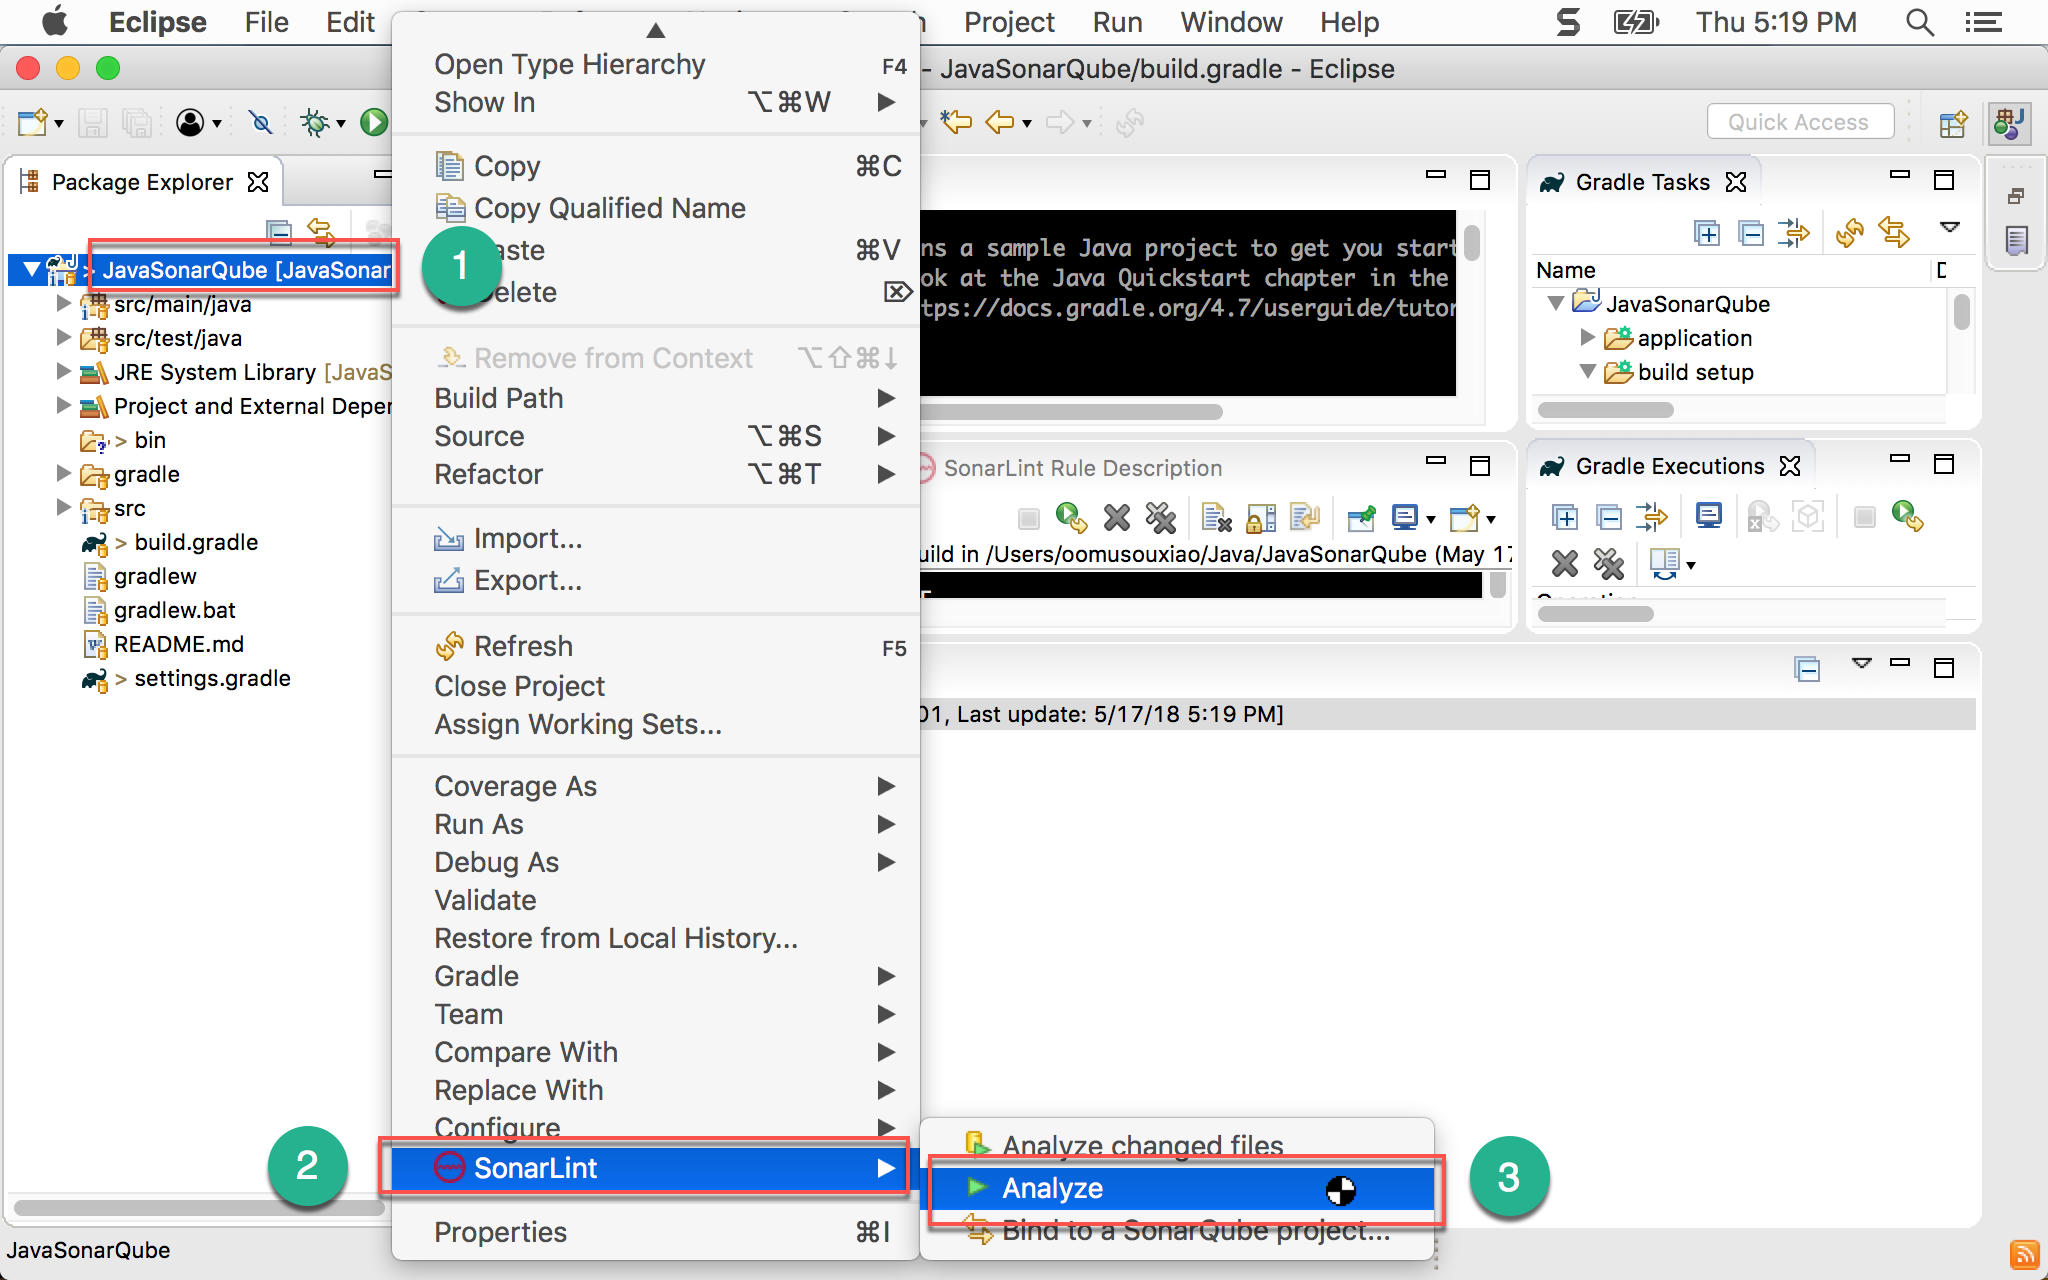 Eclipse File Edit Project Run Window Help Thu 5:19 PM
- JavaSonarQube/build.gradle - Eclipse
Quick Access
Package Explorer
> JavaSonarQube [JavaSonar
src/main/java
src/test/java
JRE System Library [JavaS
Project and External Deper
> bin
gradle
src
> build.gradle
gradlew
gradlew.bat
README.md
> settings.gradle
JavaSonarQube
1
2
3
Open Type Hierarchy F4
Show In ⌥⌘W
Copy ⌘C
Copy Qualified Name
aste ⌘V
elete ⌦
Remove from Context ⌥⇧⌘↓
Build Path
Source ⌥⌘S
Refactor ⌥⌘T
Import...
Export...
Refresh F5
Close Project
Assign Working Sets...
Coverage As
Run As
Debug As
Validate
Restore from Local History...
Gradle
Team
Compare With
Replace With
Configure
SonarLint
Properties ⌘I
Analyze changed files
Analyze
Bind to a SonarQube project...
ns a sample Java project to get you start
ok at the Java Quickstart chapter in the
tps://docs.gradle.org/4.7/userguide/tutor
SonarLint Rule Description
uild in /Users/oomusouxiao/Java/JavaSonarQube (May 17
01, Last update: 5/17/18 5:19 PM]
Gradle Tasks
Name
JavaSonarQube
application
build setup
Gradle Executions